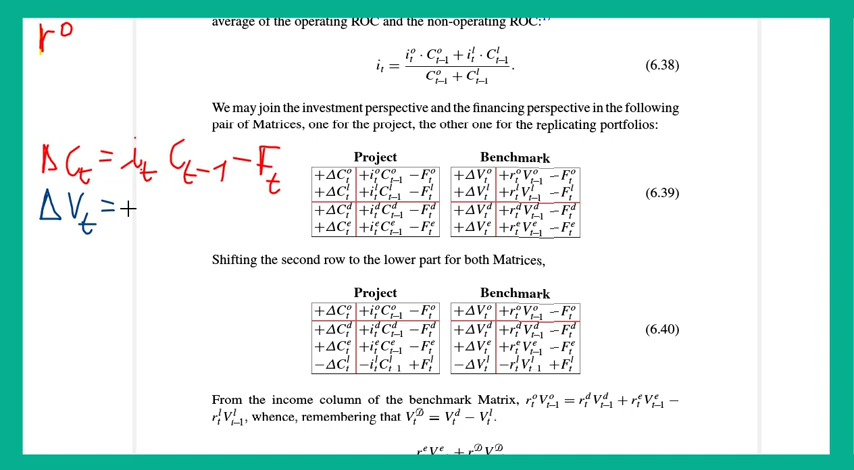 r^o
average of the operating ROC and the non-operating ROC:
i_t = (i_t^o · C_{t-1}^o + i_t^l · C_{t-1}^l) / (C_{t-1}^o + C_{t-1}^l). (6.38)
We may join the investment perspective and the financing perspective in the following
pair of Matrices, one for the project, the other one for the replicating portfolios:
ΔC_t = i_t C_{t-1} - F_t
ΔV_t = +
Project Benchmark
+ΔC_t^o +i_t^o C_{t-1}^o -F_t^o +ΔV_t^o +r_t^o V_{t-1}^o -F_t^o
+ΔC_t^l +i_t^l C_{t-1}^l -F_t^l +ΔV_t^l +r_t^l V_{t-1}^l -F_t^l
+ΔC_t^d +i_t^d C_{t-1}^d -F_t^d +ΔV_t^d +r_t^d V_{t-1}^d -F_t^d (6.39)
+ΔC_t^e +i_t^e C_{t-1}^e -F_t^e +ΔV_t^e +r_t^e V_{t-1}^e -F_t^e
Shifting the second row to the lower part for both Matrices,
Project Benchmark
+ΔC_t^o +i_t^o C_{t-1}^o -F_t^o +ΔV_t^o +r_t^o V_{t-1}^o -F_t^o
+ΔC_t^d +i_t^d C_{t-1}^d -F_t^d +ΔV_t^d +r_t^d V_{t-1}^d -F_t^d (6.40)
+ΔC_t^e +i_t^e C_{t-1}^e -F_t^e +ΔV_t^e +r_t^e V_{t-1}^e -F_t^e
-ΔC_t^l -i_t^l C_{t-1}^l +F_t^l -ΔV_t^l -r_t^l V_{t-1}^l +F_t^l
From the income column of the benchmark Matrix, r_t^o V_{t-1}^o = r_t^d V_{t-1}^d + r_t^e V_{t-1}^e −
r_t^l V_{t-1}^l, whence, remembering that V_t^𝒟 = V_t^d − V_t^l.
r^e V^e + r^𝒟 V^𝒟